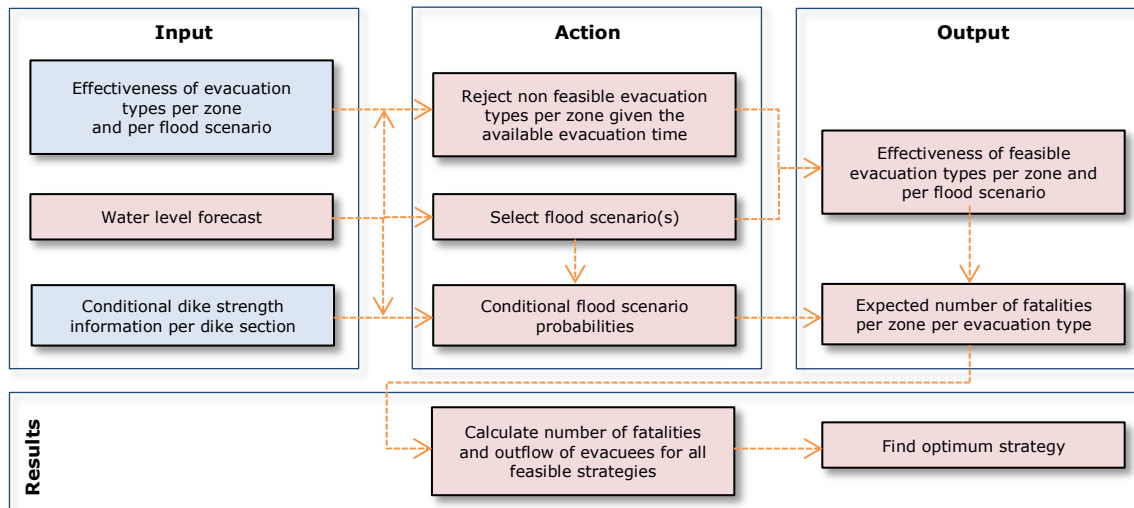 Input
Effectiveness of evacuation
types per zone
and per flood scenario
Water level forecast
Conditional dike strength
information per dike section
Action
Reject non feasible evacuation
types per zone given the
available evacuation time
Select flood scenario(s)
Conditional flood scenario
probabilities
Output
Effectiveness of feasible
evacuation types per zone and
per flood scenario
Expected number of fatalities
per zone per evacuation type
Results
Calculate number of fatalities
and outflow of evacuees for all
feasible strategies
Find optimum strategy